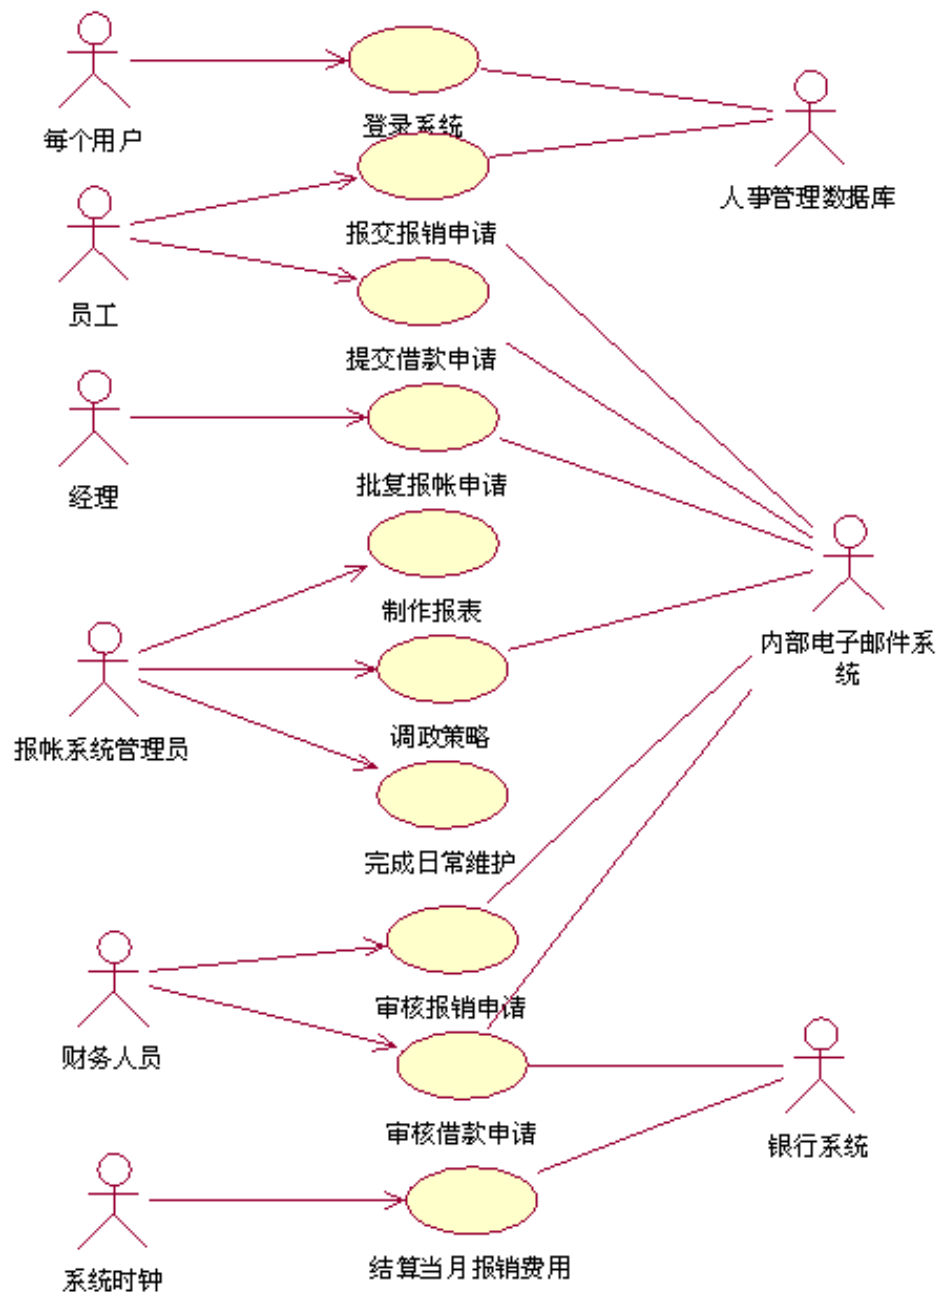 每个用户
登录系统
人事管理数据库
报交报销申请
员工
提交借款申请
经理
批复报帐申请
制作报表
内部电子邮件系
统
报帐系统管理员
调政策略
完成日常维护
审核报销申请
财务人员
审核借款申请
银行系统
系统时钟
结算当月报销费用